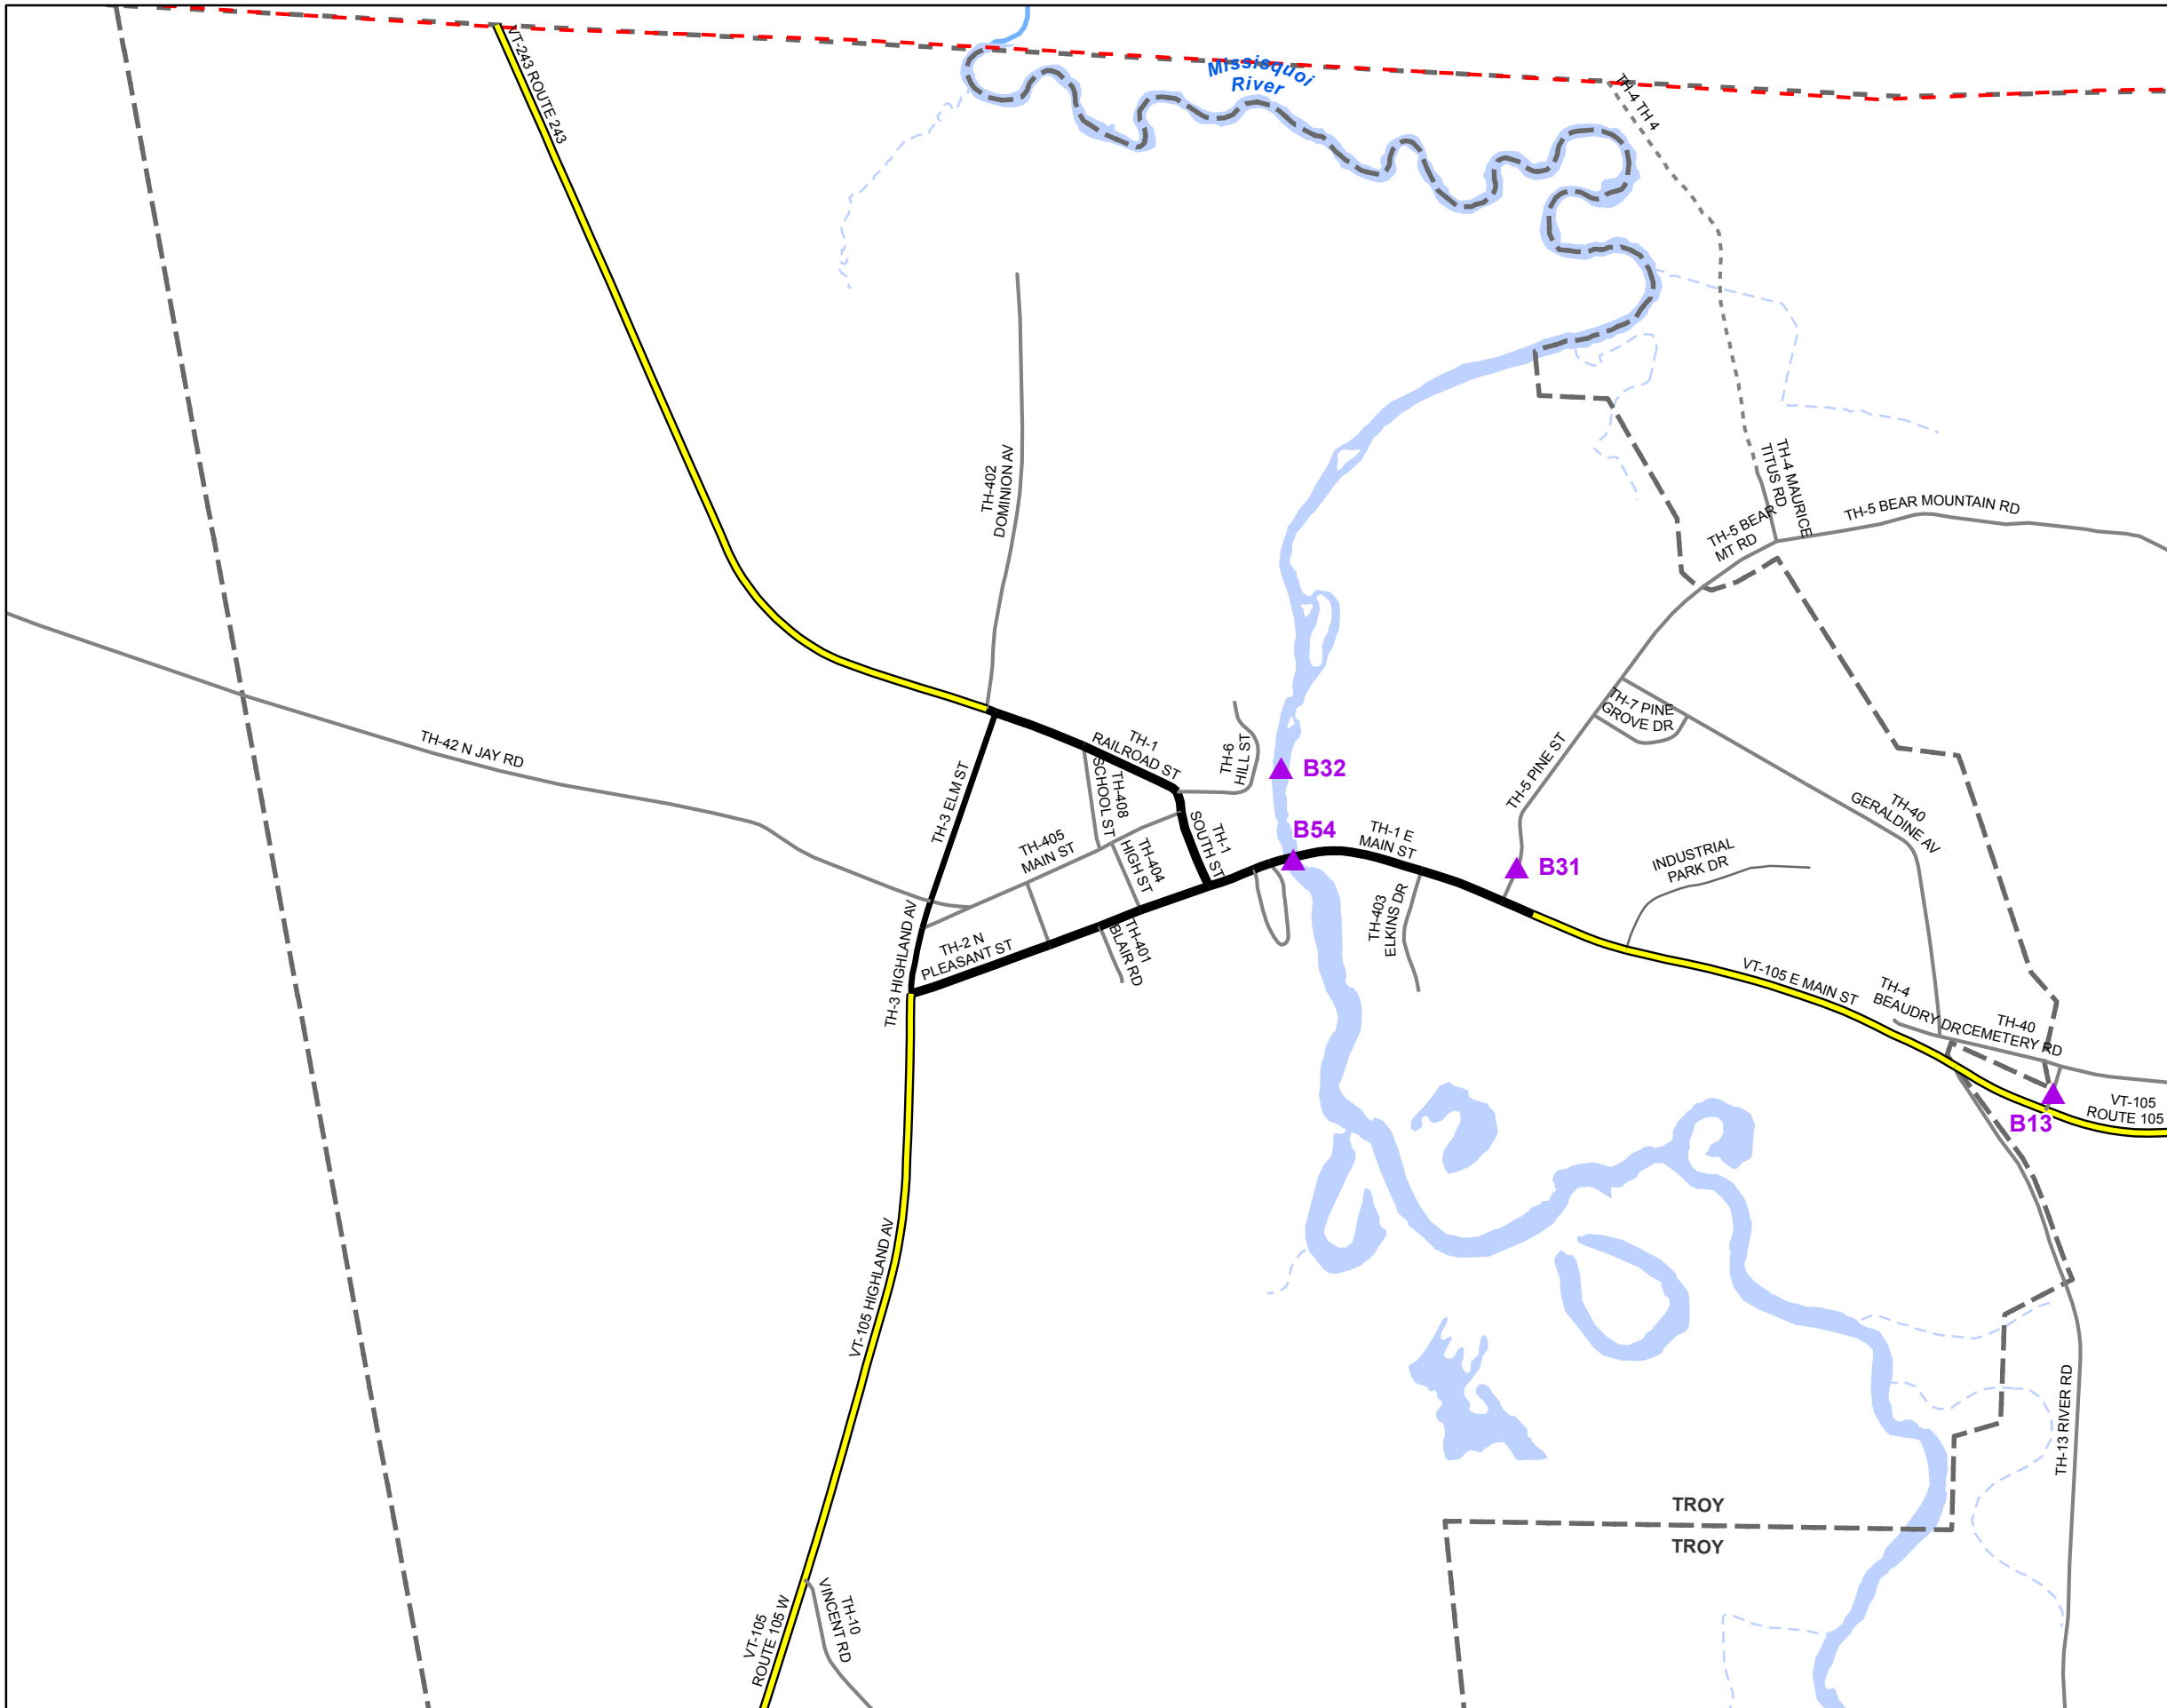 VT-243 ROUTE 243
Missisquoi
River
TH-4 TH 4
TH-402
DOMINION AV
TH-4 MAURICE
TITUS RD
TH-5 BEAR
MT RD
TH-5 BEAR MOUNTAIN RD
TH-42 N JAY RD
TH-7 PINE
GROVE DR
TH-1
RAILROAD ST
TH-6
HILL ST
B32
TH-5 PINE ST
TH-3 ELM ST
TH-408
SCHOOL ST
TH-1
SOUTH ST
B54
TH-1 E
MAIN ST
TH-40
GERALDINE AV
TH-405
MAIN ST
TH-404
HIGH ST
B31
INDUSTRIAL
PARK DR
TH-403
ELKINS DR
TH-3 HIGHLAND AV
TH-2 N
PLEASANT ST
TH-401
BLAIR RD
VT-105 E MAIN ST
TH-4
BEAUDRY DR
TH-40
CEMETERY RD
B13
VT-105
ROUTE 105
VT-105 HIGHLAND AV
TH-13 RIVER RD
TROY
TROY
VT-105
ROUTE 105 W
TH-10
VINCENT RD